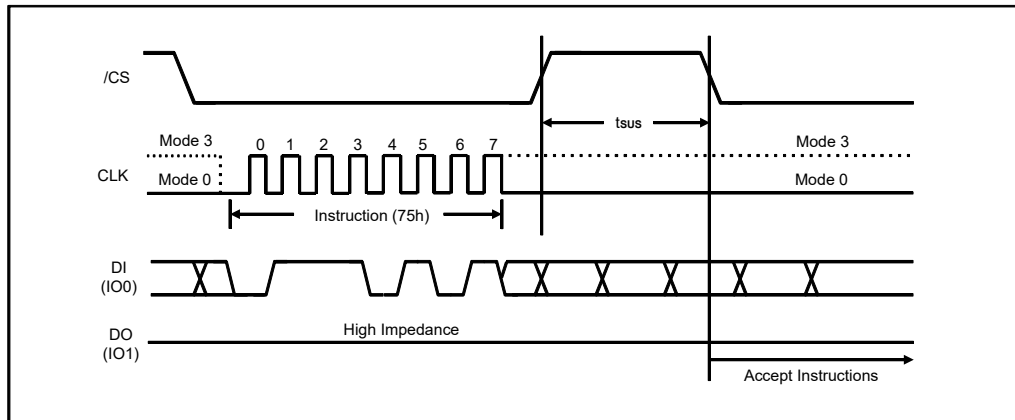 /CS
tSUS
Mode 3 0 1 2 3 4 5 6 7 Mode 3
CLK
Mode 0 Mode 0
Instruction (75h)
DI
(IO0)
High Impedance
DO
(IO1)
Accept Instructions